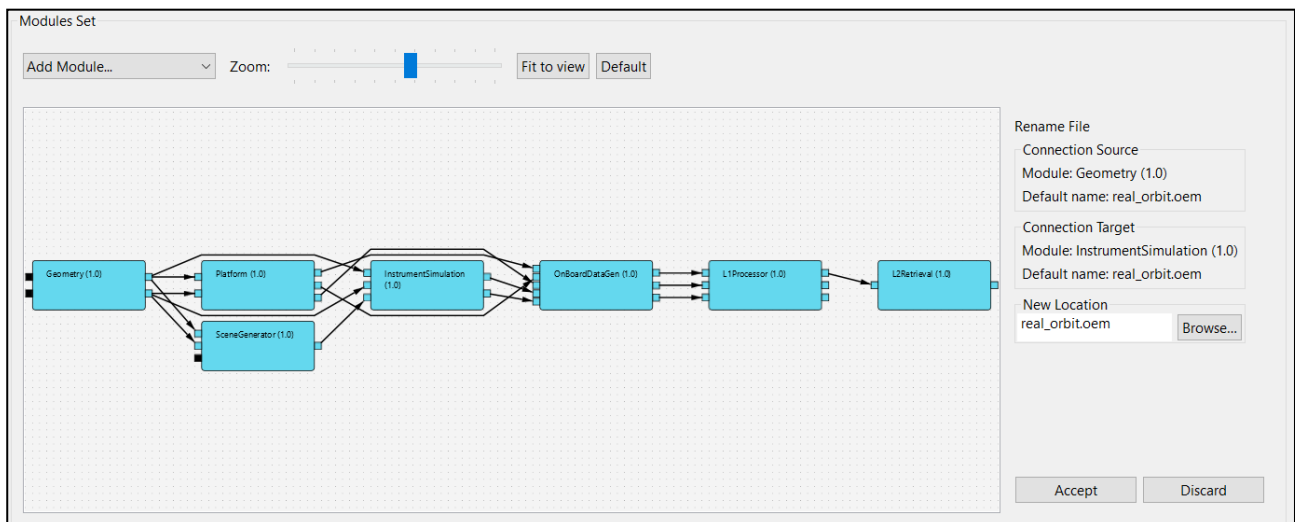 Modules Set
Add Module...
Zoom:
Fit to view
Default
Rename File
Connection Source
Module: Geometry (1.0)
Default name: real_orbit.oem
Connection Target
Module: InstrumentSimulation (1.0)
Default name: real_orbit.oem
New Location
real_orbit.oem
Browse...
Geometry (1.0)
Platform (1.0)
InstrumentSimulation
(1.0)
OnBoardDataGen (1.0)
L1Processor (1.0)
L2Retrieval (1.0)
SceneGenerator (1.0)
Accept
Discard